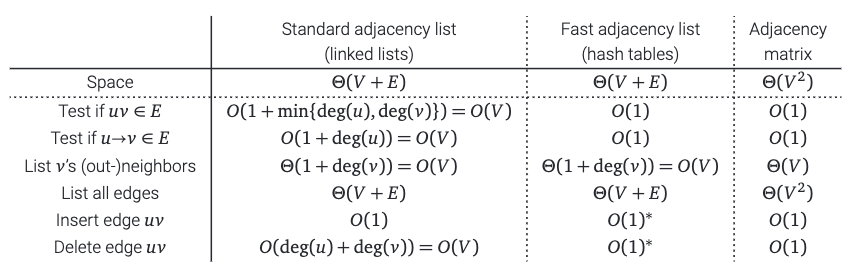 Standard adjacency list Fast adjacency list Adjacency
(linked lists) (hash tables) matrix
Space Θ(V + E) Θ(V + E) Θ(V²)
Test if uv ∈ E O(1 + min{deg(u), deg(v)}) = O(V) O(1) O(1)
Test if u→v ∈ E O(1 + deg(u)) = O(V) O(1) O(1)
List v's (out-)neighbors Θ(1 + deg(v)) = O(V) Θ(1 + deg(v)) = O(V) Θ(V)
List all edges Θ(V + E) Θ(V + E) Θ(V²)
Insert edge uv O(1) O(1)* O(1)
Delete edge uv O(deg(u) + deg(v)) = O(V) O(1)* O(1)